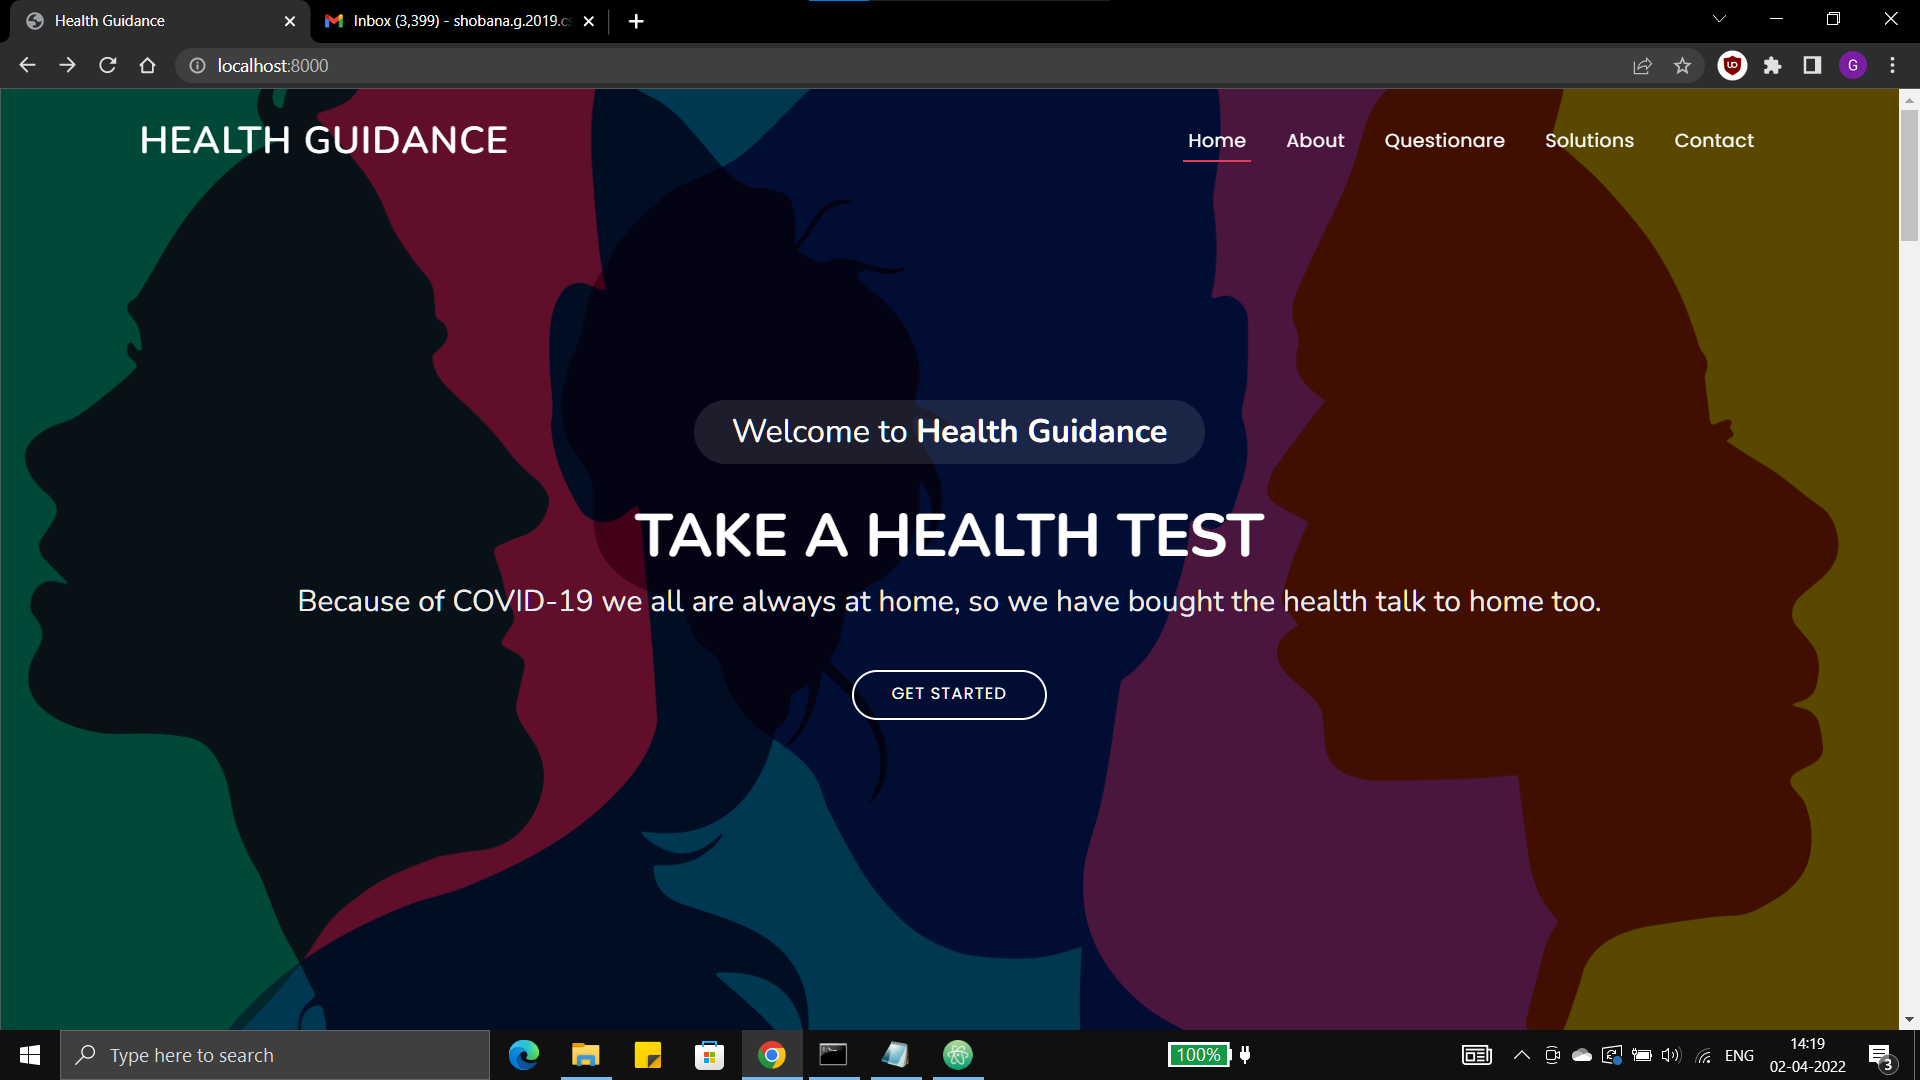 Health Guidance
Inbox (3,399) - shobana.g.2019.cs
localhost:8000
G
HEALTH GUIDANCE
Home About Questionare Solutions Contact
Welcome to Health Guidance
TAKE A HEALTH TEST
Because of COVID-19 we all are always at home, so we have bought the health talk to home too.
GET STARTED
Type here to search
100%
ENG
14:19
02-04-2022
3